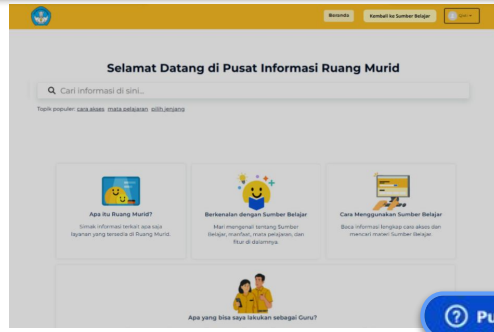 Beranda
Kembali ke Sumber Belajar
Selamat Datang di Pusat Informasi Ruang Murid
Cari informasi di sini...
Topik populer: cara akses mata pelajaran pilih jenjang
Apa itu Ruang Murid?
Simak informasi terkait apa saja
layanan yang tersedia di Ruang Murid.
Berkenalan dengan Sumber Belajar
Mari mengenali tentang Sumber
Belajar, manfaat, mata pelajaran, dan
fitur di dalamnya.
Cara Menggunakan Sumber Belajar
Baca informasi lengkap cara akses dan
mencari materi Sumber Belajar.
Apa yang bisa saya lakukan sebagai Guru?
Pu